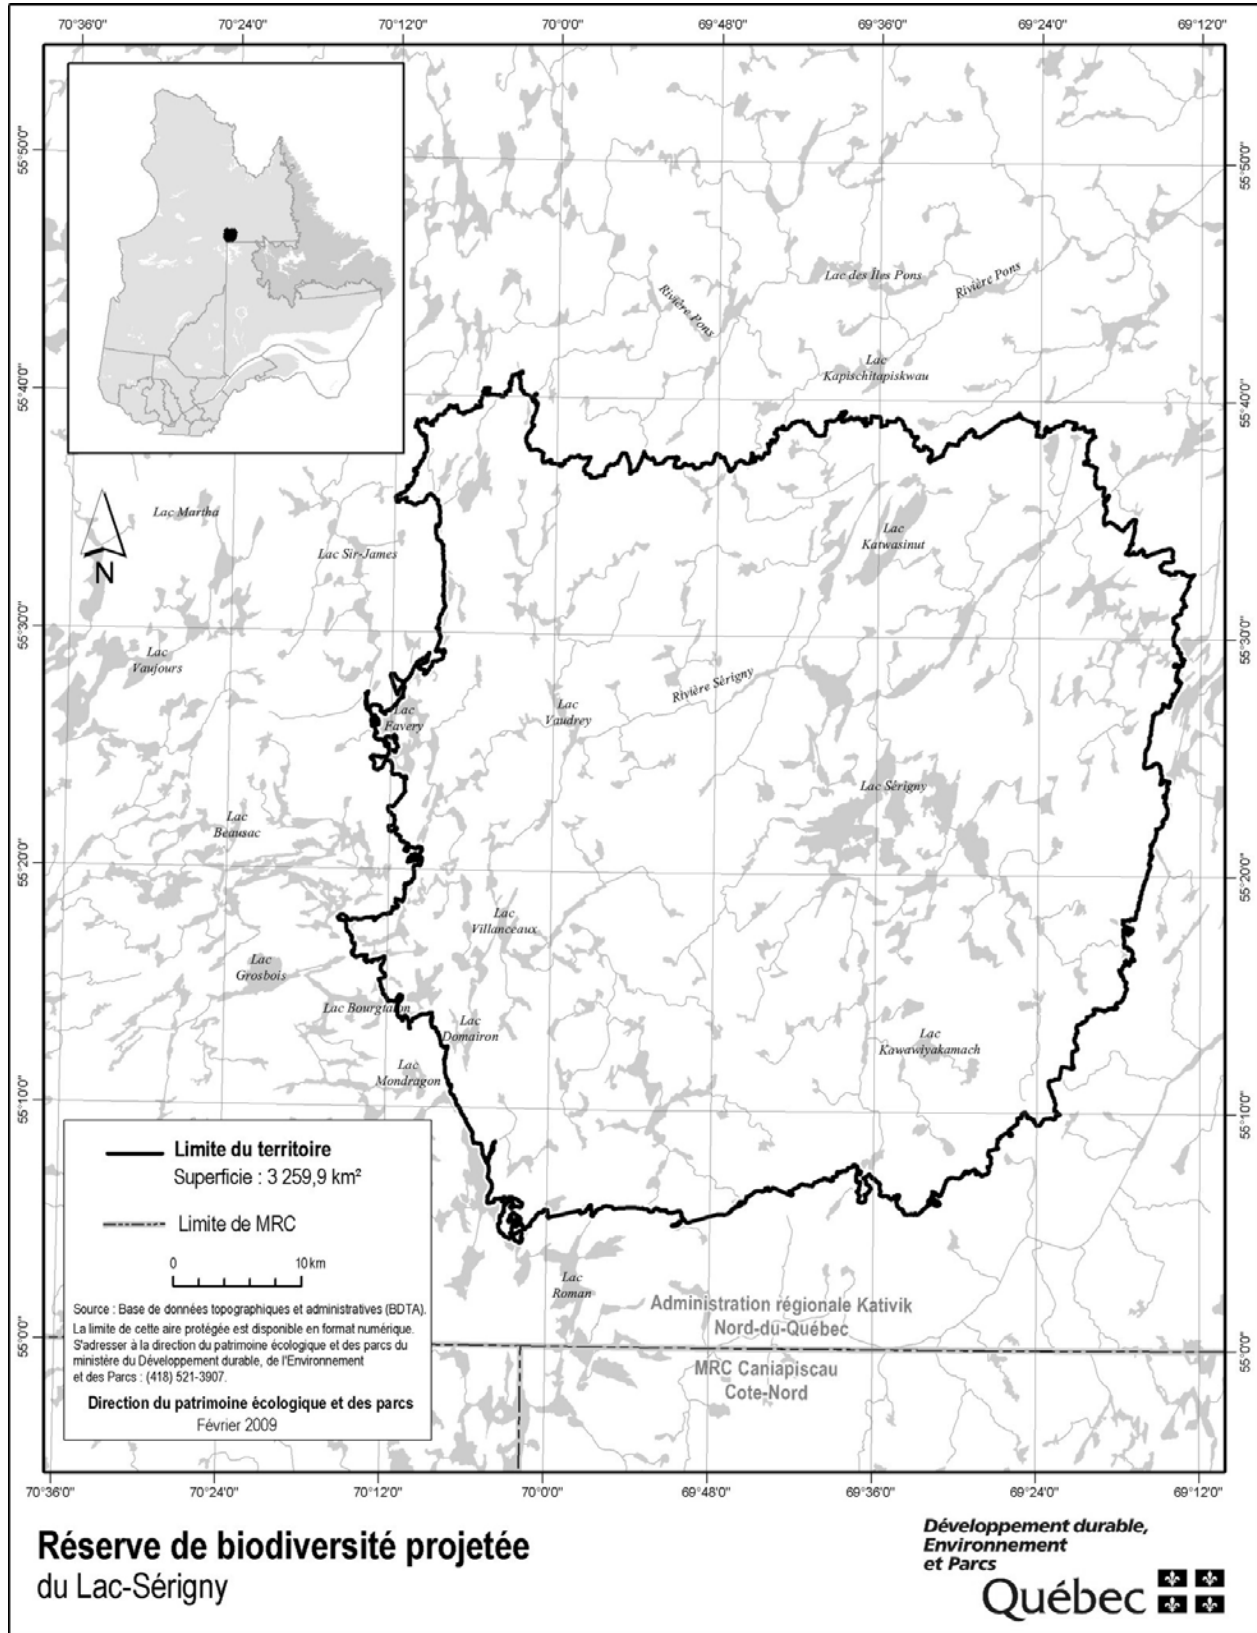 70°36'0"
70°24'0"
70°12'0"
70°0'0"
69°48'0"
69°36'0"
69°24'0"
69°12'0"
55°50'0"
55°50'0"
Lac des Îles Pons
Rivière Pons
Rivière Pons
Lac
Kapischitapiskwau
55°40'0"
55°40'0"
Lac Martha
Lac Sir-James
Lac
Katwasinut
N
55°30'0"
55°30'0"
Lac
Vaujours
Rivière Sérigny
Lac
Favery
Lac
Vaudrey
Lac Sérigny
Lac
Beausac
55°20'0"
55°20'0"
Lac
Villanceaux
Lac
Grosbois
Lac Bourgtalon
Lac
Domairon
Lac
Kawawiyakamach
Lac
Mondragon
55°10'0"
55°10'0"
Limite du territoire
Superficie : 3 259,9 km²
Limite de MRC
0 10 km
Source : Base de données topographiques et administratives (BDTA).
La limite de cette aire protégée est disponible en format numérique.
S'adresser à la direction du patrimoine écologique et des parcs du
ministère du Développement durable, de l'Environnement
et des Parcs : (418) 521-3907.
Direction du patrimoine écologique et des parcs
Février 2009
Lac
Roman
Administration régionale Kativik
Nord-du-Québec
55°0'0"
55°0'0"
MRC Caniapiscau
Cote-Nord
70°36'0"
70°24'0"
70°12'0"
70°0'0"
69°48'0"
69°36'0"
69°24'0"
69°12'0"
Réserve de biodiversité projetée
du Lac-Sérigny
Développement durable,
Environnement
et Parcs
Québec